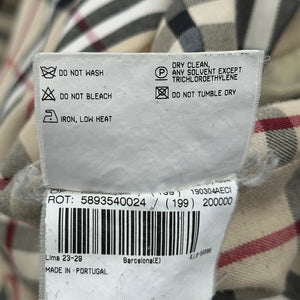 DO NOT WASH
DRY CLEAN,
ANY SOLVENT EXCEPT
TRICHLOROETHYLENE
DO NOT BLEACH
DO NOT TUMBLE DRY
IRON, LOW HEAT
(199) 190304AECI
ROT: 5893540024 / (199) 200000
Lima 23-29 Barcelona(E)
MADE IN - PORTUGAL